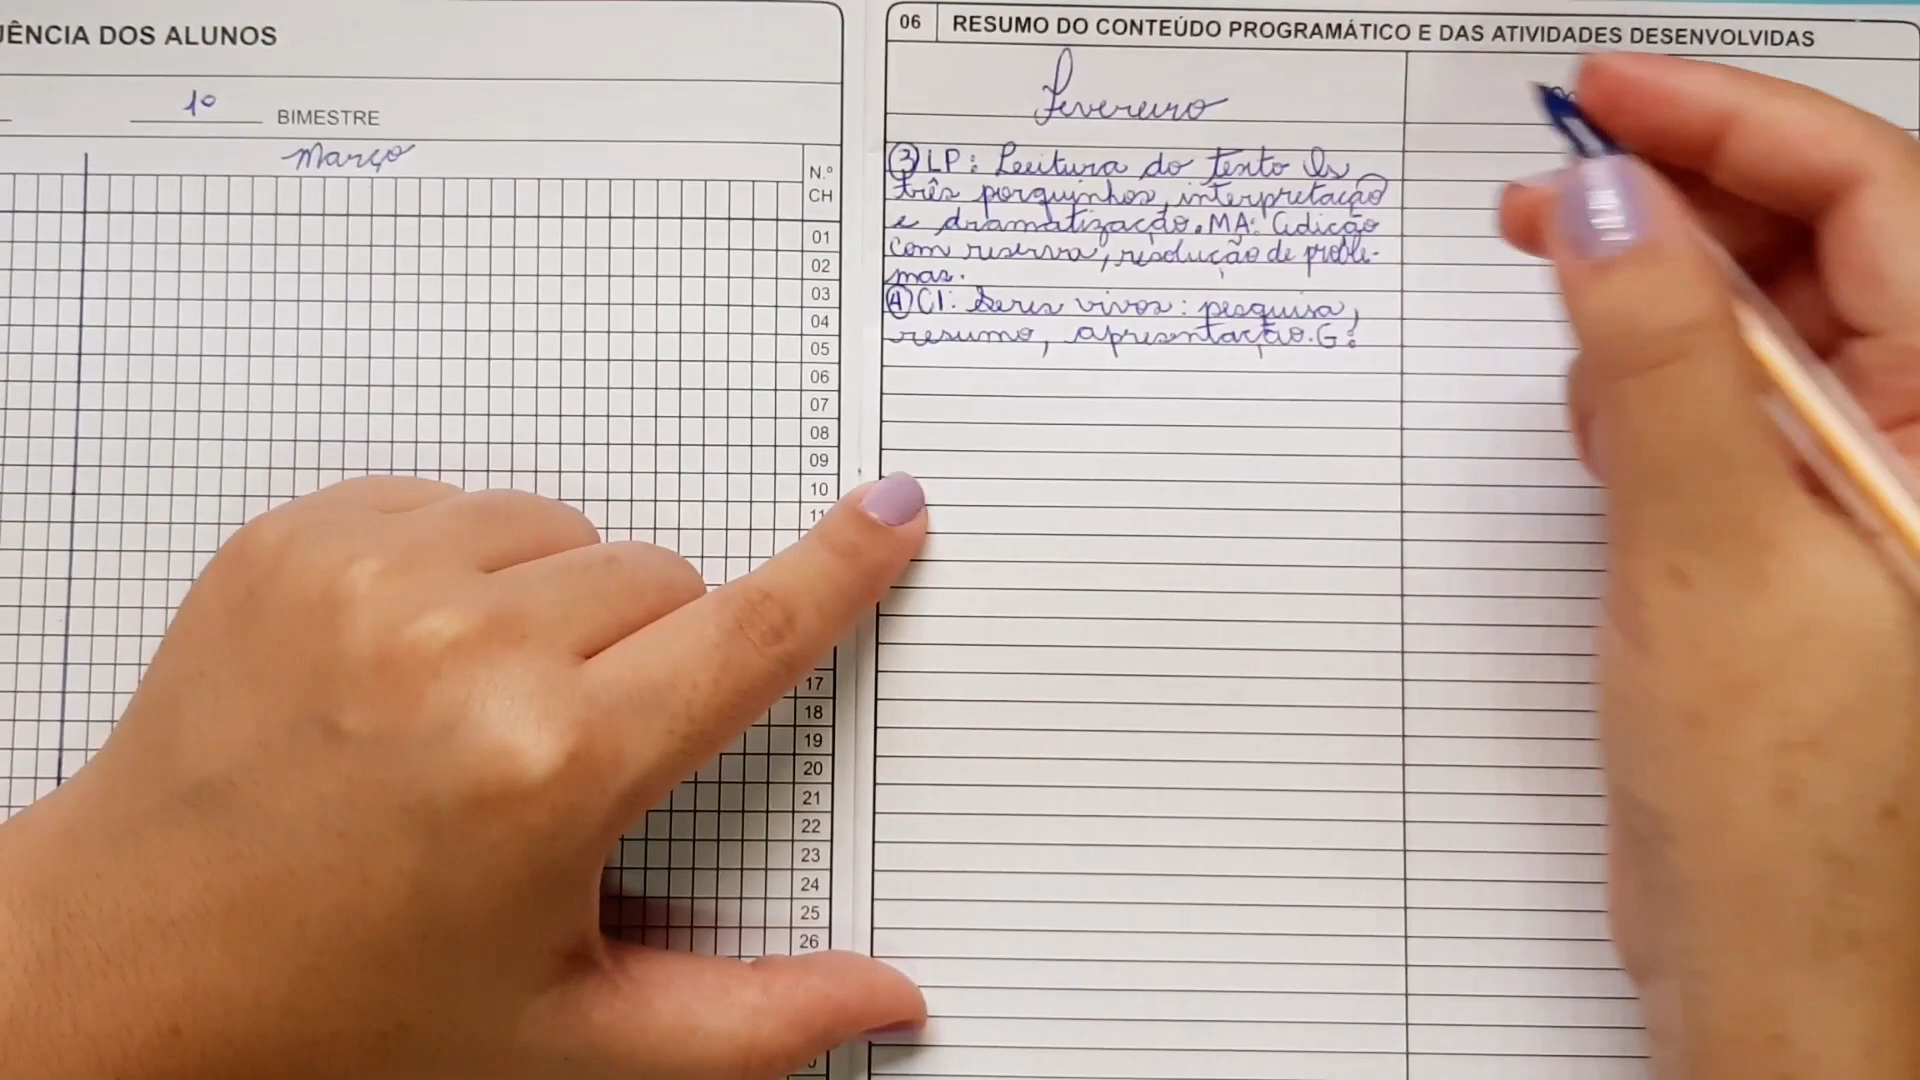 UÊNCIA DOS ALUNOS
1º BIMESTRE
Março
N.º
CH
01
02
03
04
05
06
07
08
09
10
11
17
18
19
20
21
22
23
24
25
26
06 RESUMO DO CONTEÚDO PROGRAMÁTICO E DAS ATIVIDADES DESENVOLVIDAS
Fevereiro
③ LP: Leitura do texto Os
três porquinhos, interpretação
e dramatização. MA: Adição
com reserva, resolução de proble-
mas.
④ CI: Seres vivos: pesquisa,
resumo, apresentação. G: